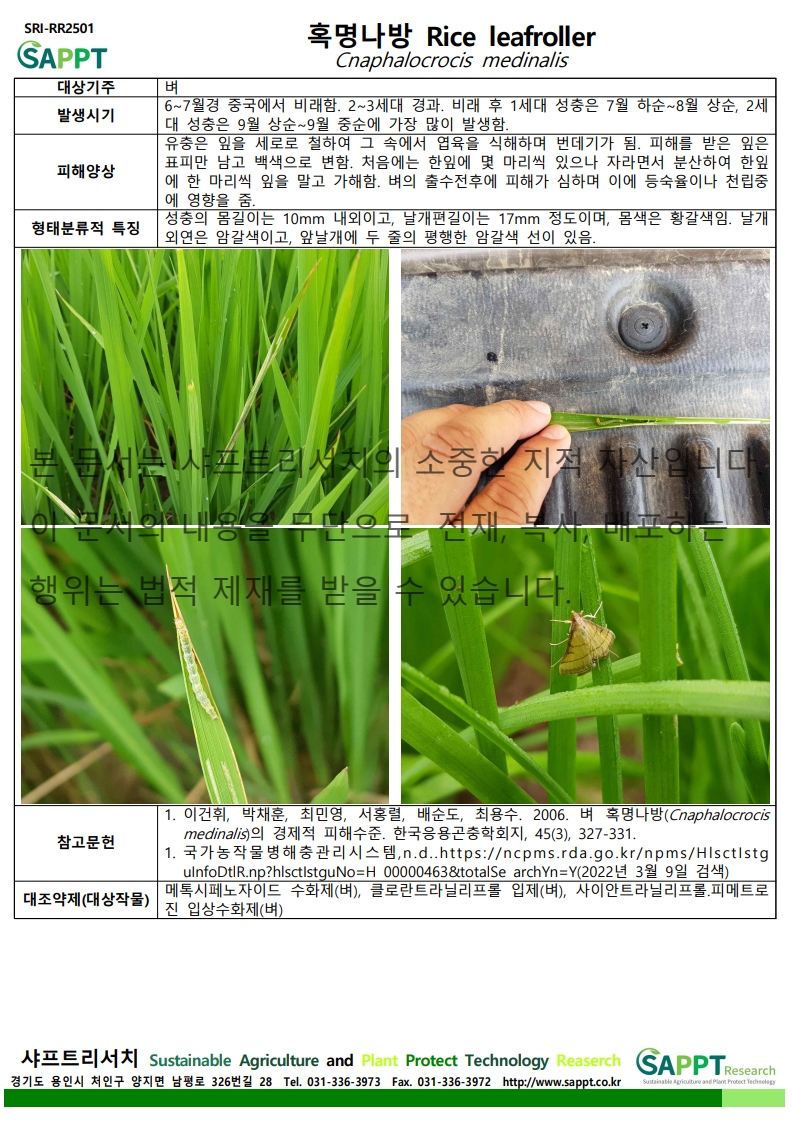 SRI-RR2501
SAPPT
혹명나방 Rice leafroller
Cnaphalocrocis medinalis
대상기주
벼
발생시기
6~7월경 중국에서 비래함. 2~3세대 경과. 비래 후 1세대 성충은 7월 하순~8월 상순, 2세
대 성충은 9월 상순~9월 중순에 가장 많이 발생함.
피해양상
유충은 잎을 세로로 철하여 그 속에서 엽육을 식해하며 번데기가 됨. 피해를 받은 잎은
표피만 남고 백색으로 변함. 처음에는 한잎에 몇 마리씩 있으나 자라면서 분산하여 한잎
에 한 마리씩 잎을 말고 가해함. 벼의 출수전후에 피해가 심하며 이에 등숙율이나 천립중
에 영향을 줌.
형태분류적 특징
성충의 몸길이는 10mm 내외이고, 날개편길이는 17mm 정도이며, 몸색은 황갈색임. 날개
외연은 암갈색이고, 앞날개에 두 줄의 평행한 암갈색 선이 있음.
본 문서는 샤프트리서치의 소중한 지적 자산입니다.
이 문서의 내용을 무단으로 전재, 복사, 배포하는
행위는 법적 제재를 받을 수 있습니다.
참고문헌
1. 이건휘, 박채훈, 최민영, 서홍렬, 배순도, 최용수. 2006. 벼 혹명나방(Cnaphalocrocis
medinalis)의 경제적 피해수준. 한국응용곤충학회지, 45(3), 327-331.
1. 국가농작물병해충관리시스템,n.d..https://ncpms.rda.go.kr/npms/HlsctIstg
uInfoDtlR.np?hlsctIstguNo=H 00000463&totalSe archYn=Y(2022년 3월 9일 검색)
대조약제(대상작물)
메톡시페노자이드 수화제(벼), 클로란트라닐리프롤 입제(벼), 사이안트라닐리프롤.피메트로
진 입상수화제(벼)
샤프트리서치 Sustainable Agriculture and Plant Protect Technology Reaserch
경기도 용인시 처인구 양지면 남평로 326번길 28 Tel. 031-336-3973 Fax. 031-336-3972 http://www.sappt.co.kr
SAPPT Research
Sustainable Agriculture and Plant Protect Technology